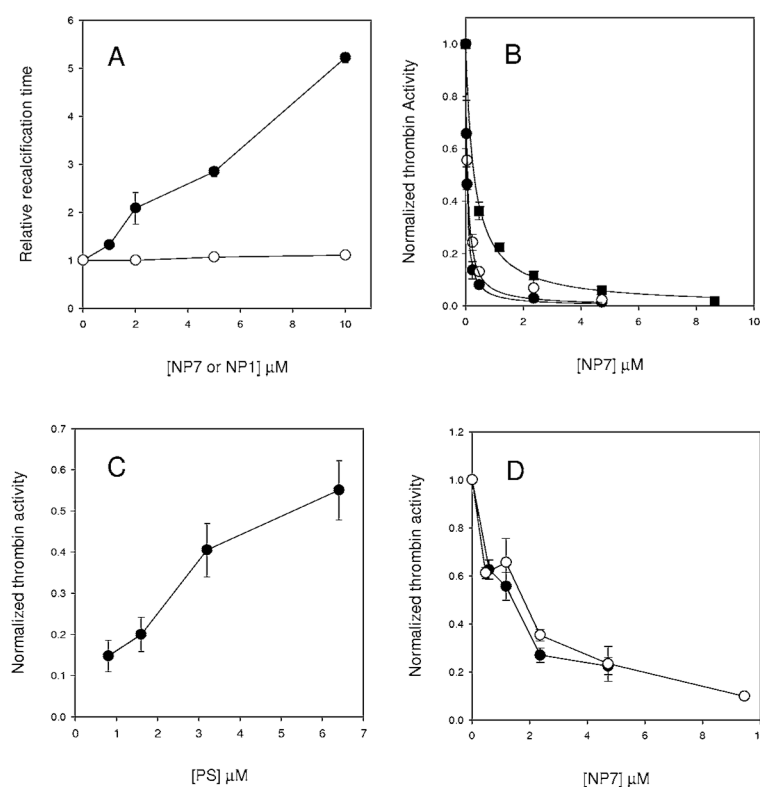 A
Relative recalcification time
6
5
4
3
2
1
0
0 2 4 6 8 10
[NP7 or NP1] μM
B
Normalized thrombin Activity
1.0
0.8
0.6
0.4
0.2
0.0
0 2 4 6 8 10
[NP7] μM
C
Normalized thrombin activity
0.7
0.6
0.5
0.4
0.3
0.2
0.1
0.0
0 1 2 3 4 5 6 7
[PS] μM
D
Normalized thrombin activity
1.2
1.0
0.8
0.6
0.4
0.2
0.0
0 2 4 6 8
[NP7] μM